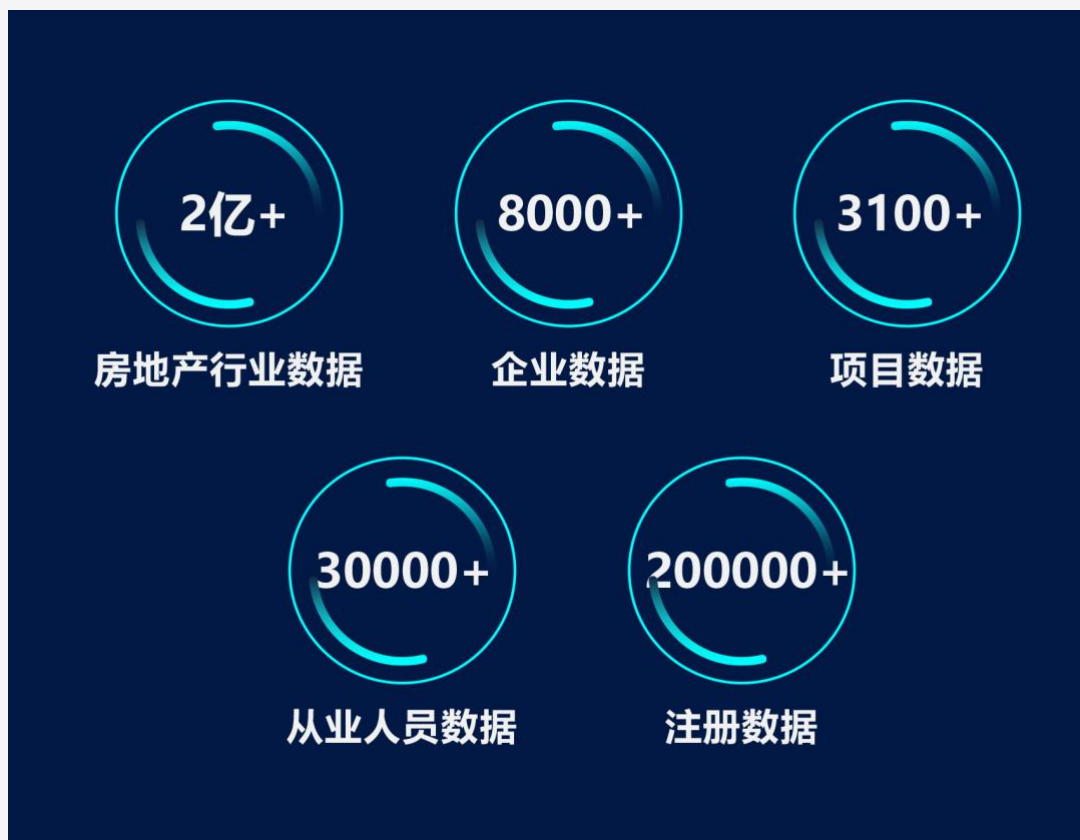 2亿+
8000+
3100+
房地产行业数据
企业数据
项目数据
30000+
200000+
从业人员数据
注册数据